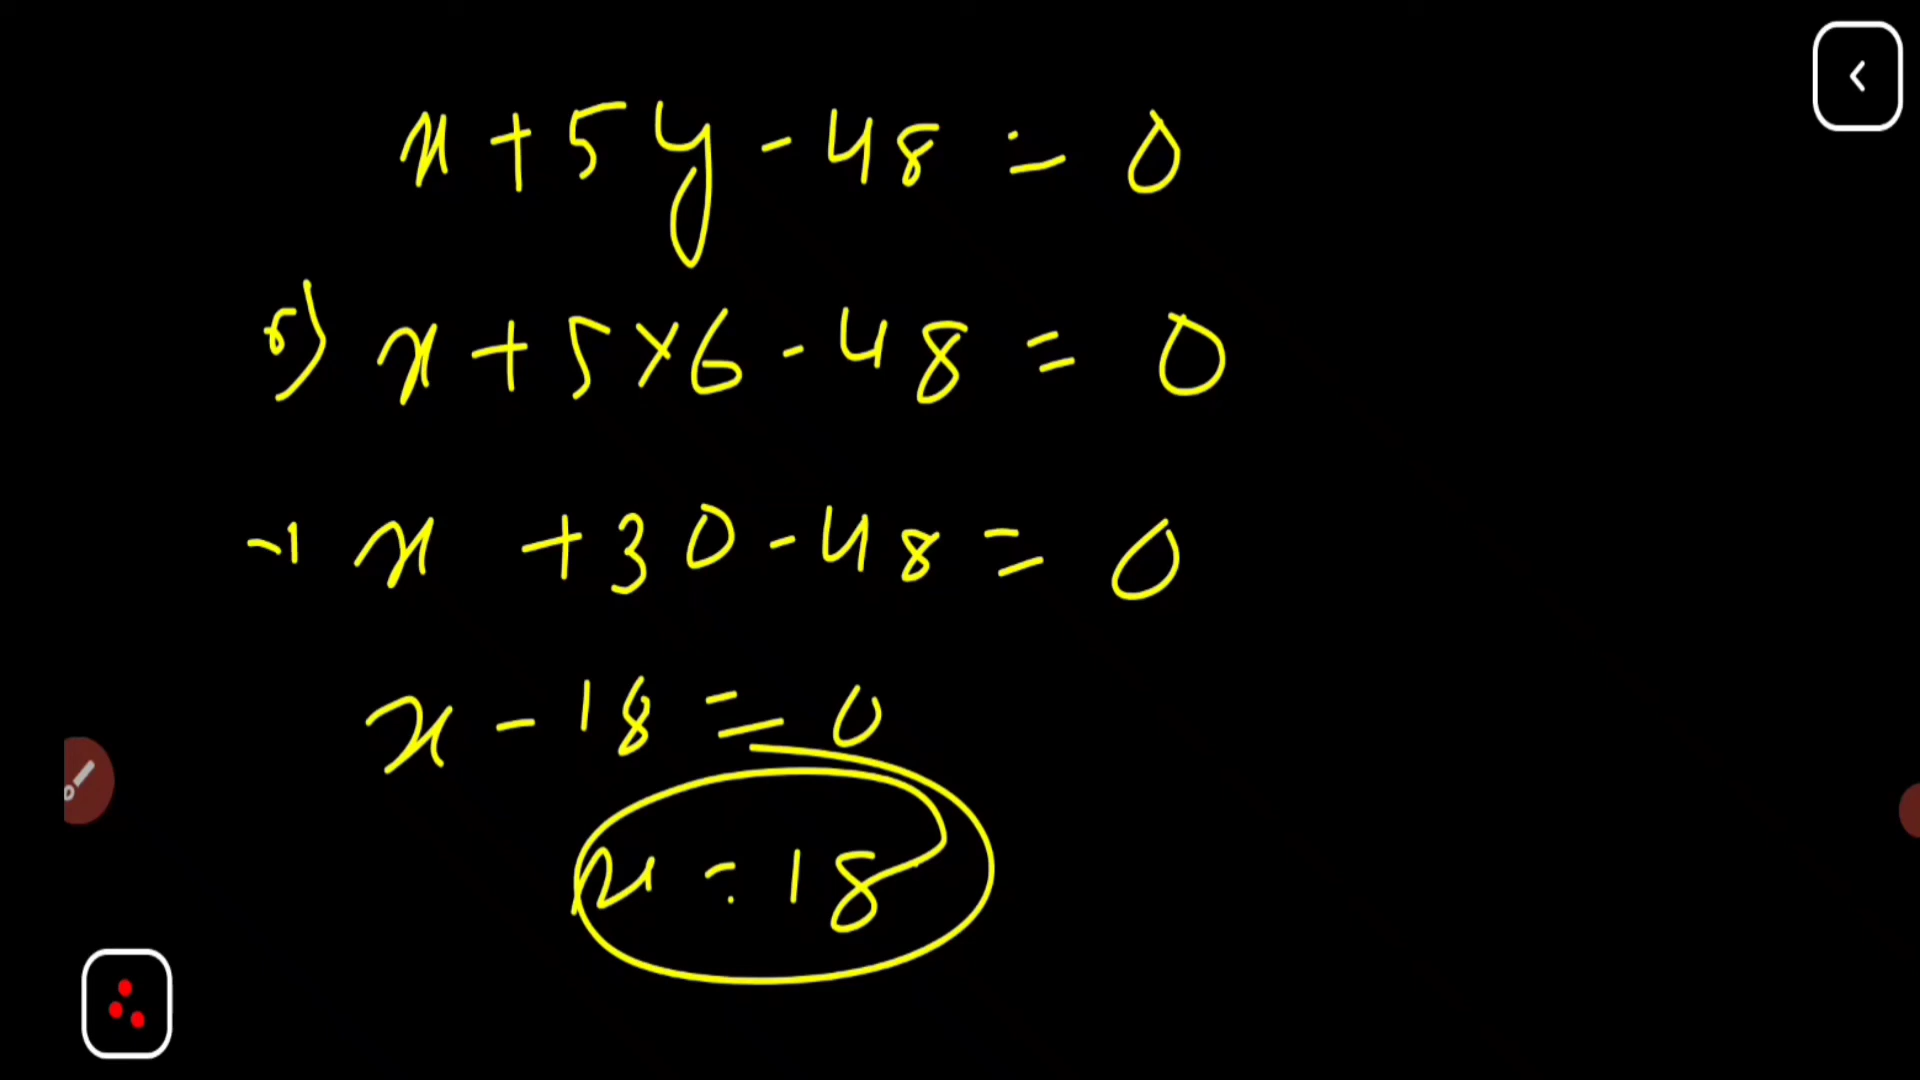 x + 5y - 48 = 0
x + 5 × 6 - 48 = 0
x + 30 - 48 = 0
x - 18 = 0
x = 18